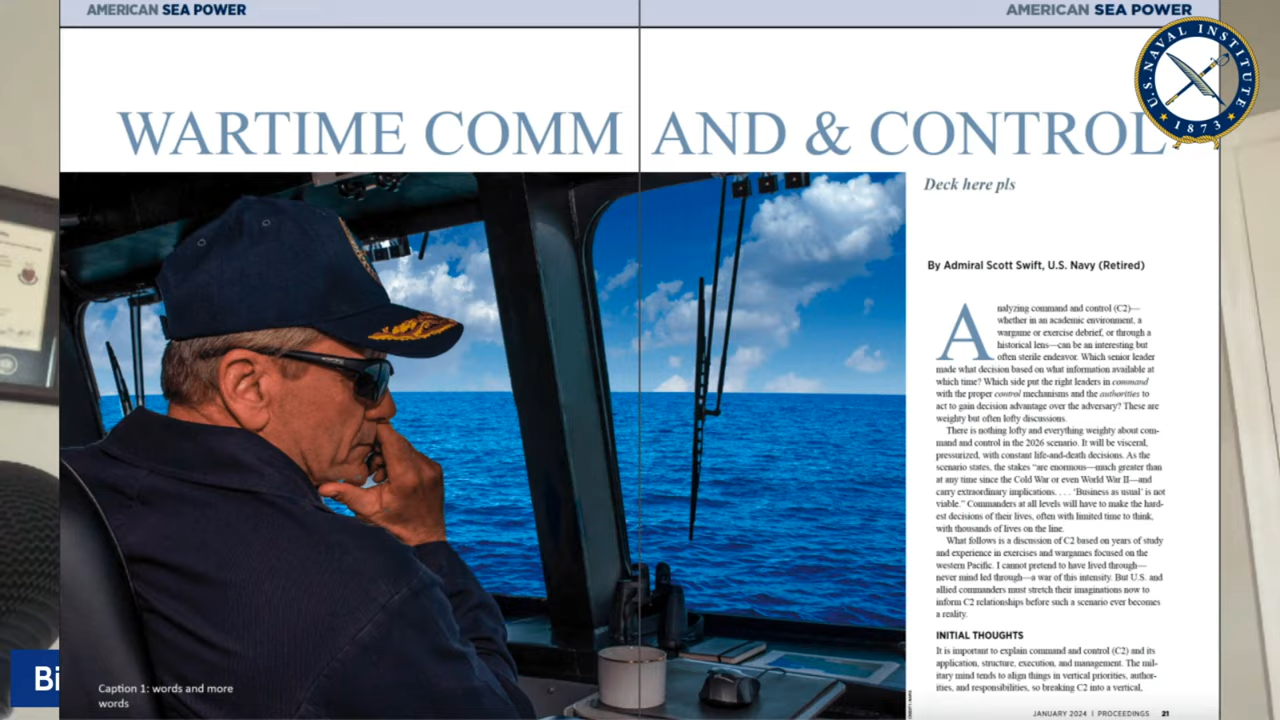 AMERICAN SEA POWER
AMERICAN SEA POWER
U.S. NAVAL INSTITUTE
1873
WARTIME COMMAND & CONTROL
Deck here pls
By Admiral Scott Swift, U.S. Navy (Retired)
Analyzing command and control (C2)—
whether in an academic environment, a
wargame or exercise debrief, or through a
historical lens—can be an interesting but
often sterile endeavor. Which senior leader
made what decision based on what information available at
which time? Which side put the right leaders in command
with the proper control mechanisms and the authorities to
act to gain decision advantage over the adversary? These are
weighty but often lofty discussions.
There is nothing lofty and everything weighty about com-
mand and control in the 2026 scenario. It will be visceral,
pressurized, with constant life-and-death decisions. As the
scenario states, the stakes “are enormous—much greater than
at any time since the Cold War or even World War II—and
carry extraordinary implications. . . . ‘Business as usual’ is not
viable.” Commanders at all levels will have to make the hard-
est decisions of their lives, often with limited time to think,
with thousands of lives on the line.
What follows is a discussion of C2 based on years of study
and experience in exercises and wargames focused on the
western Pacific. I cannot pretend to have lived through—
never mind led through—a war of this intensity. But U.S. and
allied commanders must stretch their imaginations now to
inform C2 relationships before such a scenario ever becomes
a reality.
INITIAL THOUGHTS
It is important to explain command and control (C2) and its
application, structure, execution, and management. The mil-
itary mind tends to align things in vertical priorities, author-
ities, and responsibilities, so breaking C2 into a vertical,
Caption 1: words and more
words
Bi
JANUARY 2024 | PROCEEDINGS 21